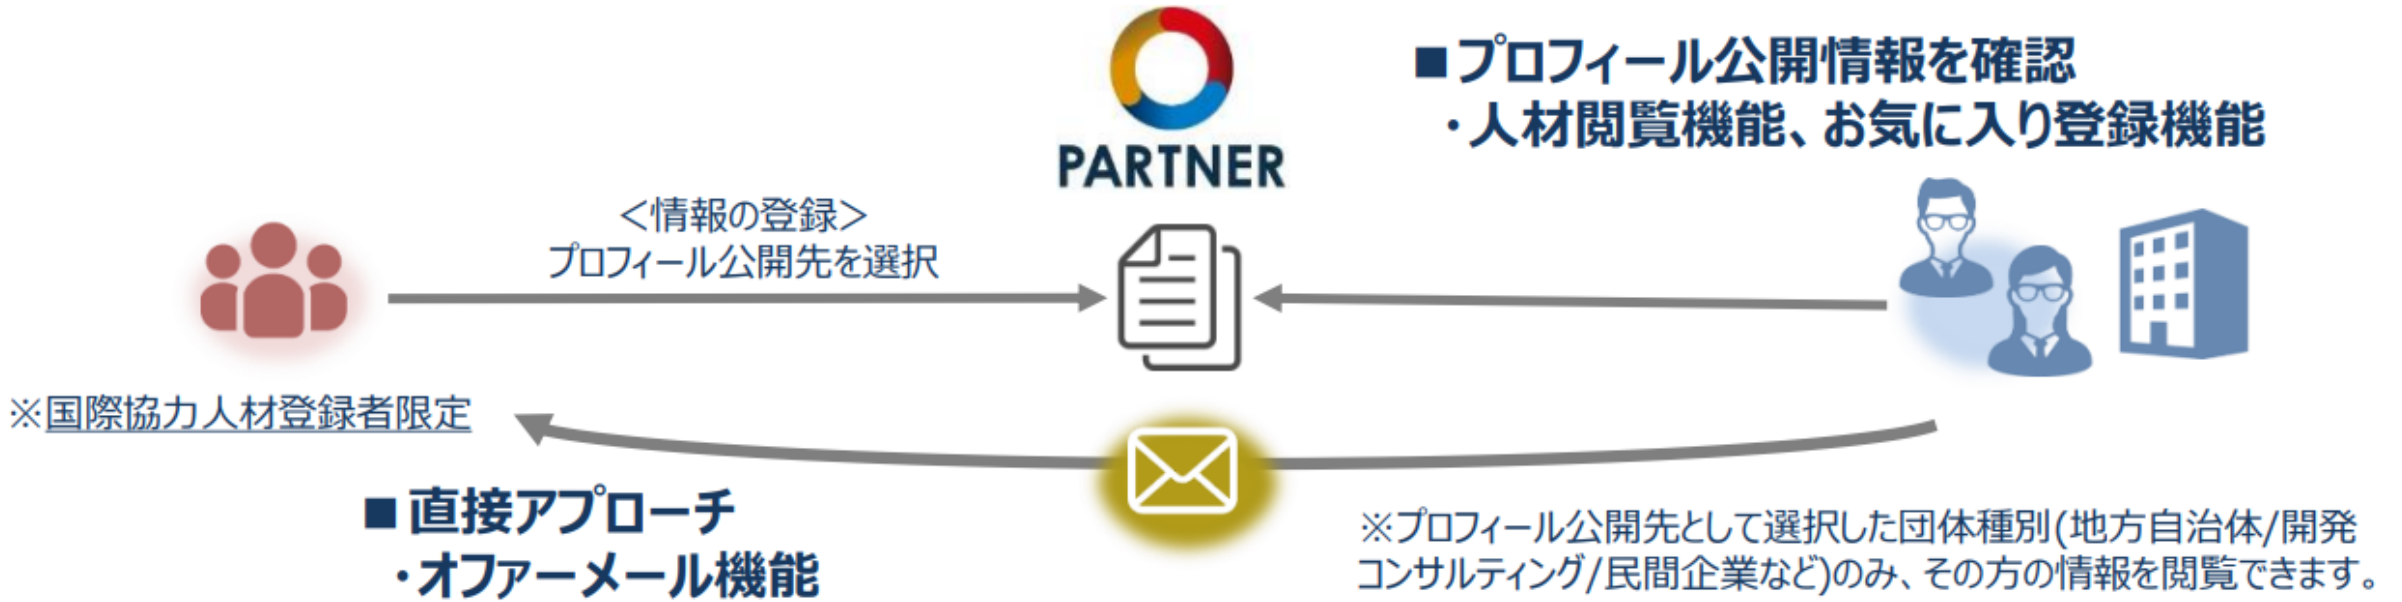 PARTNER
■プロフィール公開情報を確認
・人材閲覧機能、お気に入り登録機能
＜情報の登録＞
プロフィール公開先を選択
※国際協力人材登録者限定
■直接アプローチ
・オファーメール機能
※プロフィール公開先として選択した団体種別(地方自治体/開発
コンサルティング/民間企業など)のみ、その方の情報を閲覧できます。